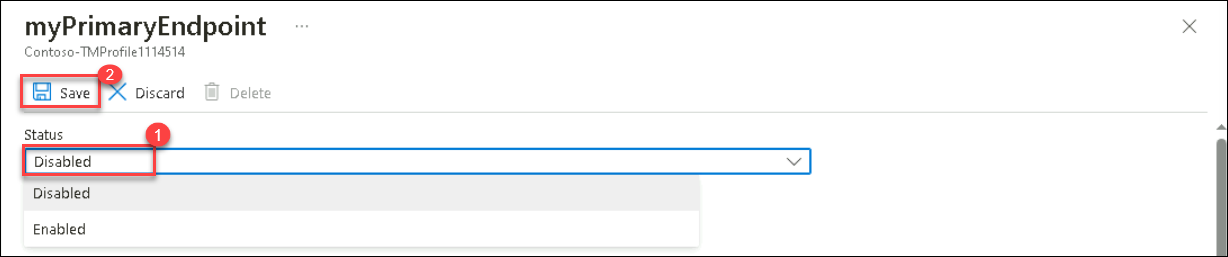 myPrimaryEndpoint ...
Contoso-TMProfile1114514
2
Save Discard Delete
Status 1
Disabled
Disabled
Enabled